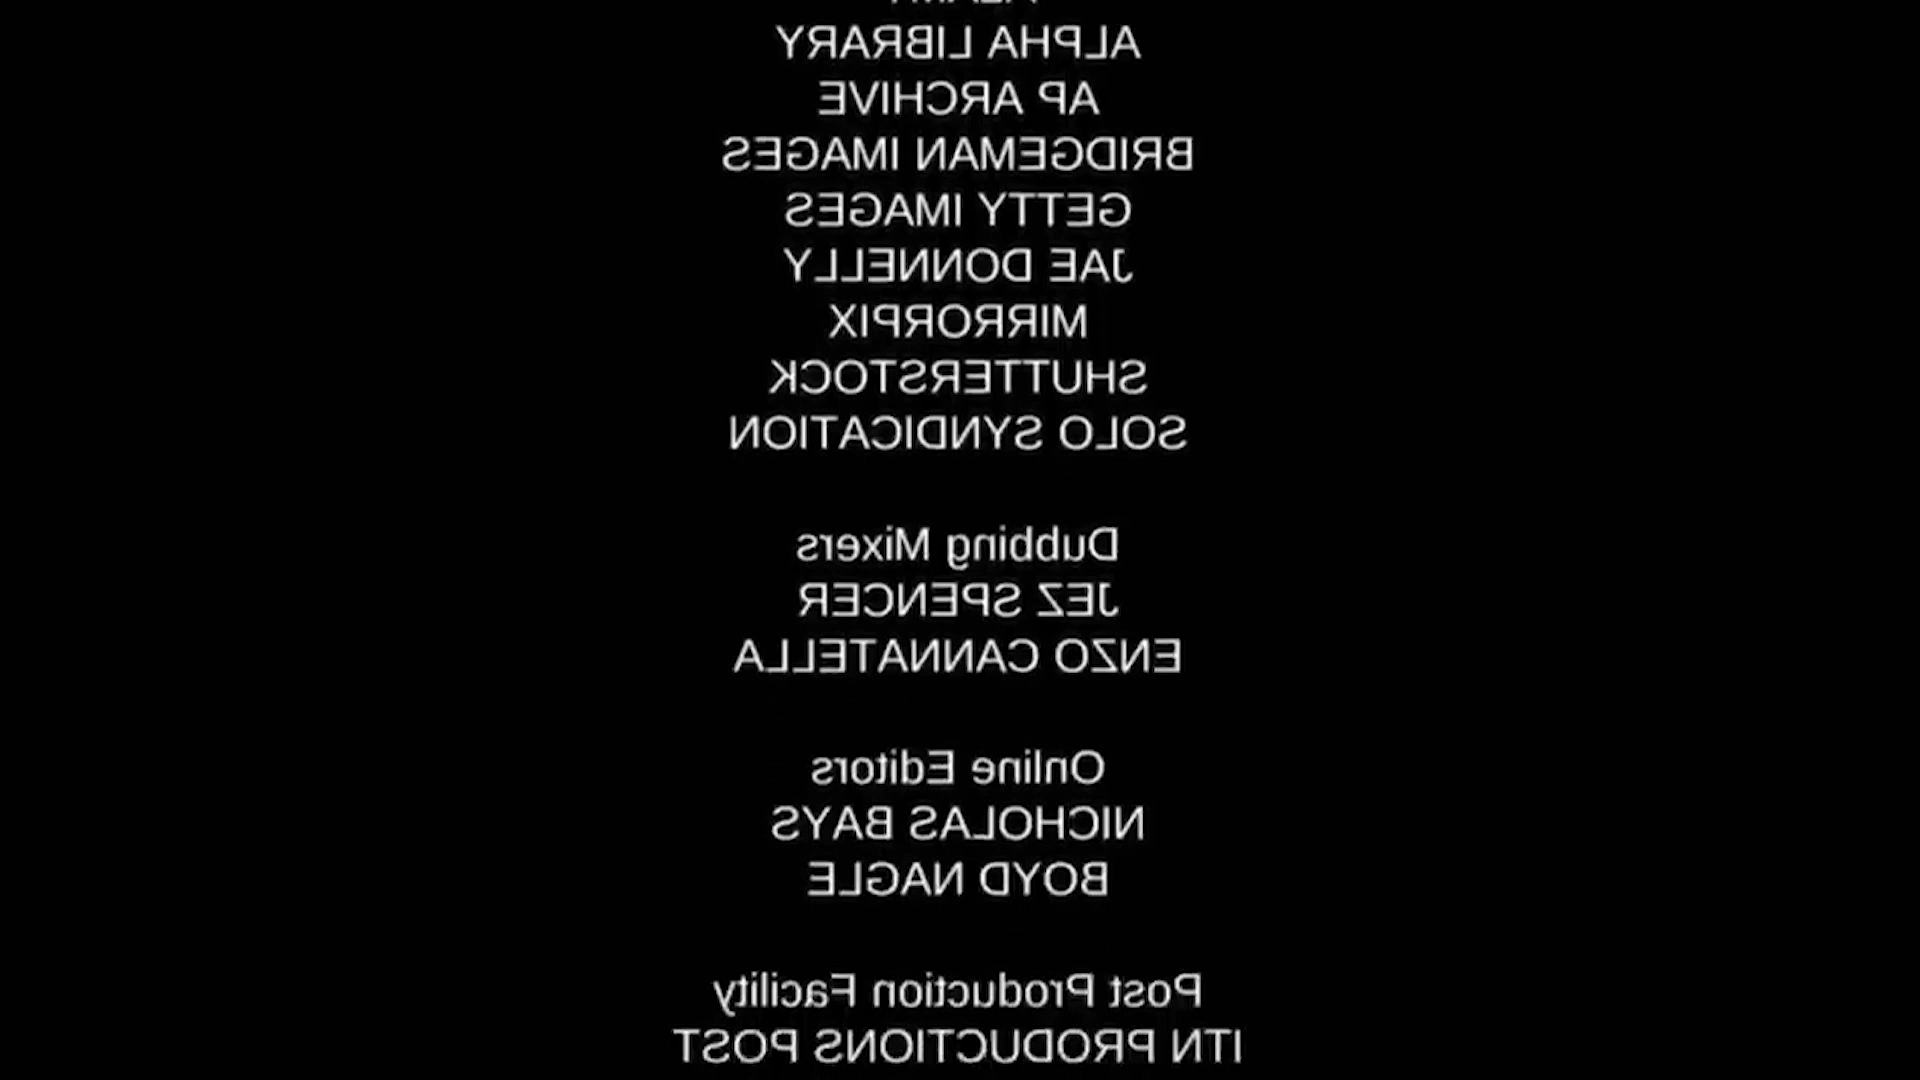 ALPHA LIBRARY
AP ARCHIVE
BRIDGEMAN IMAGES
GETTY IMAGES
JAE DONNELLY
MIRRORPIX
SHUTTERSTOCK
SOLO SYNDICATION
Dubbing Mixers
JEZ SPENCER
ENZO CANNATELLA
Online Editors
NICHOLAS BAYS
BOYD NAGLE
Post Production Facility
ITN PRODUCTIONS POST